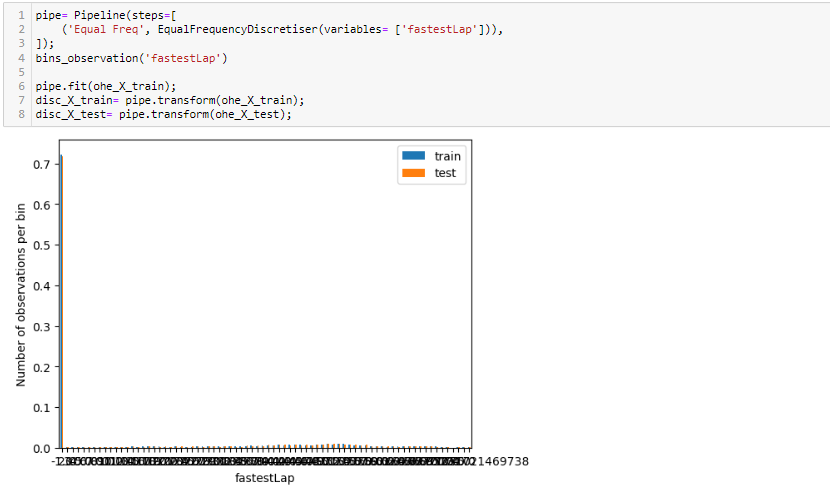 1 pipe= Pipeline(steps=[
2 ('Equal Freq', EqualFrequencyDiscretiser(variables= ['fastestLap'])),
3 ]);
4 bins_observation('fastestLap')
5
6 pipe.fit(ohe_X_train);
7 disc_X_train= pipe.transform(ohe_X_train);
8 disc_X_test= pipe.transform(ohe_X_test);
train
test
0.7
0.6
0.5
0.4
0.3
0.2
0.1
0.0
Number of observations per bin
fastestLap